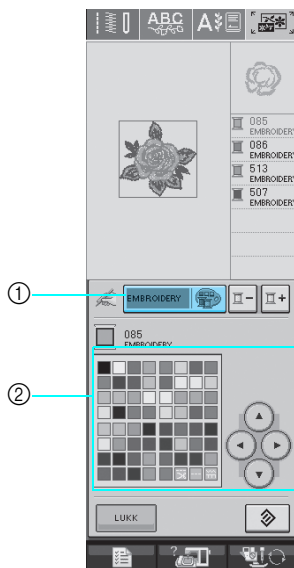 ABC A
085
EMBROIDERY
086
EMBROIDERY
513
EMBROIDERY
507
EMBROIDERY
1
EMBROIDERY - +
085
EMBROIDERY
2
LUKK
?